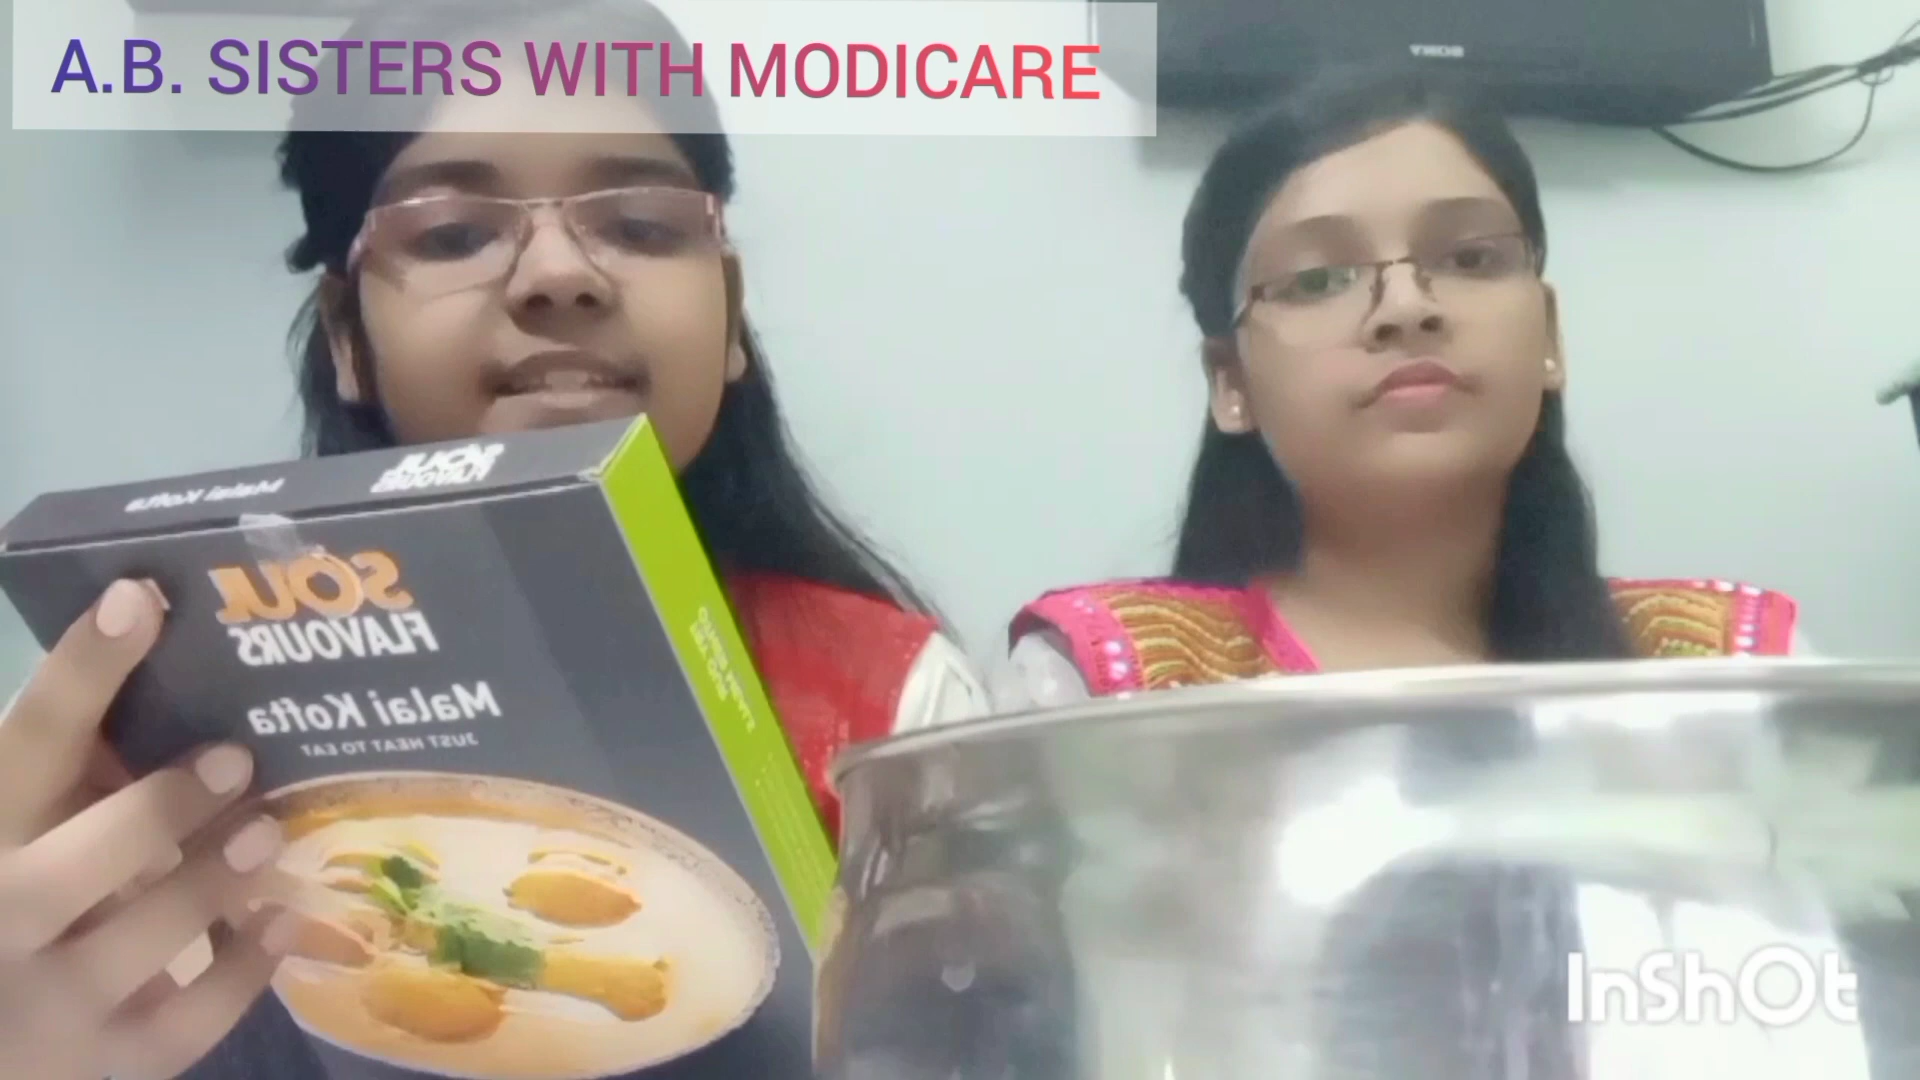 A.B. SISTERS WITH MODICARE
SONY
Malai Kofta
SOUL
FLAVOURS
SOUL
FLAVOURS
Malai Kofta
JUST HEAT TO EAT
InShOt